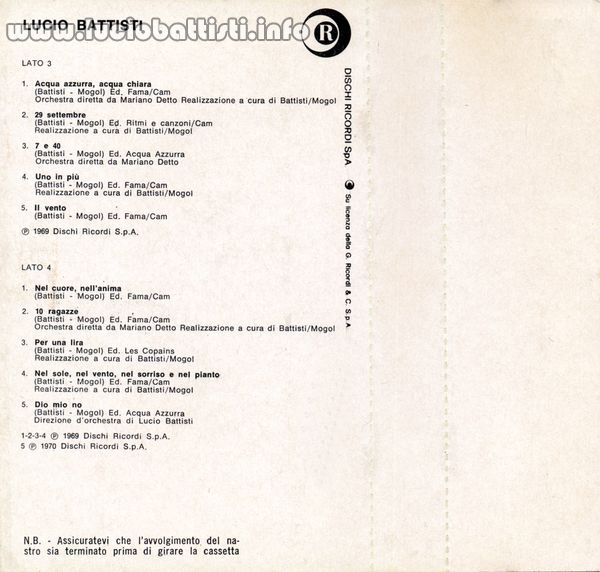 LUCIO BATTISTI
www.luciobattisti.info
R
LATO 3
1. Acqua azzurra, acqua chiara
(Battisti - Mogol) Ed. Fama/Cam
Orchestra diretta da Mariano Detto Realizzazione a cura di Battisti/Mogol
2. 29 settembre
(Battisti - Mogol) Ed. Ritmi e canzoni/Cam
Realizzazione a cura di Battisti/Mogol
3. 7 e 40
(Battisti - Mogol) Ed. Acqua Azzurra
Orchestra diretta da Mariano Detto
4. Uno in più
(Battisti - Mogol) Ed. Fama/Cam
Realizzazione a cura di Battisti/Mogol
5. Il vento
(Battisti - Mogol) Ed. Fama/Cam
℗ 1969 Dischi Ricordi S.p.A.
LATO 4
1. Nel cuore, nell'anima
(Battisti - Mogol) Ed. Fama/Cam
2. 10 ragazze
(Battisti - Mogol) Ed. Fama/Cam
Orchestra diretta da Mariano Detto Realizzazione a cura di Battisti/Mogol
3. Per una lira
(Battisti - Mogol) Ed. Les Copains
Realizzazione a cura di Battisti/Mogol
4. Nel sole, nel vento, nel sorriso e nel pianto
(Battisti - Mogol) Ed. Fama/Cam
Realizzazione a cura di Battisti/Mogol
5. Dio mio no
(Battisti - Mogol) Ed. Acqua Azzurra
Direzione d'orchestra di Lucio Battisti
1-2-3-4 ℗ 1969 Dischi Ricordi S.p.A.
5 ℗ 1970 Dischi Ricordi S.p.A.
N.B. - Assicuratevi che l'avvolgimento del na-
stro sia terminato prima di girare la cassetta
DISCHI RICORDI SpA
Su licenza della G. Ricordi & C. S.p.A.